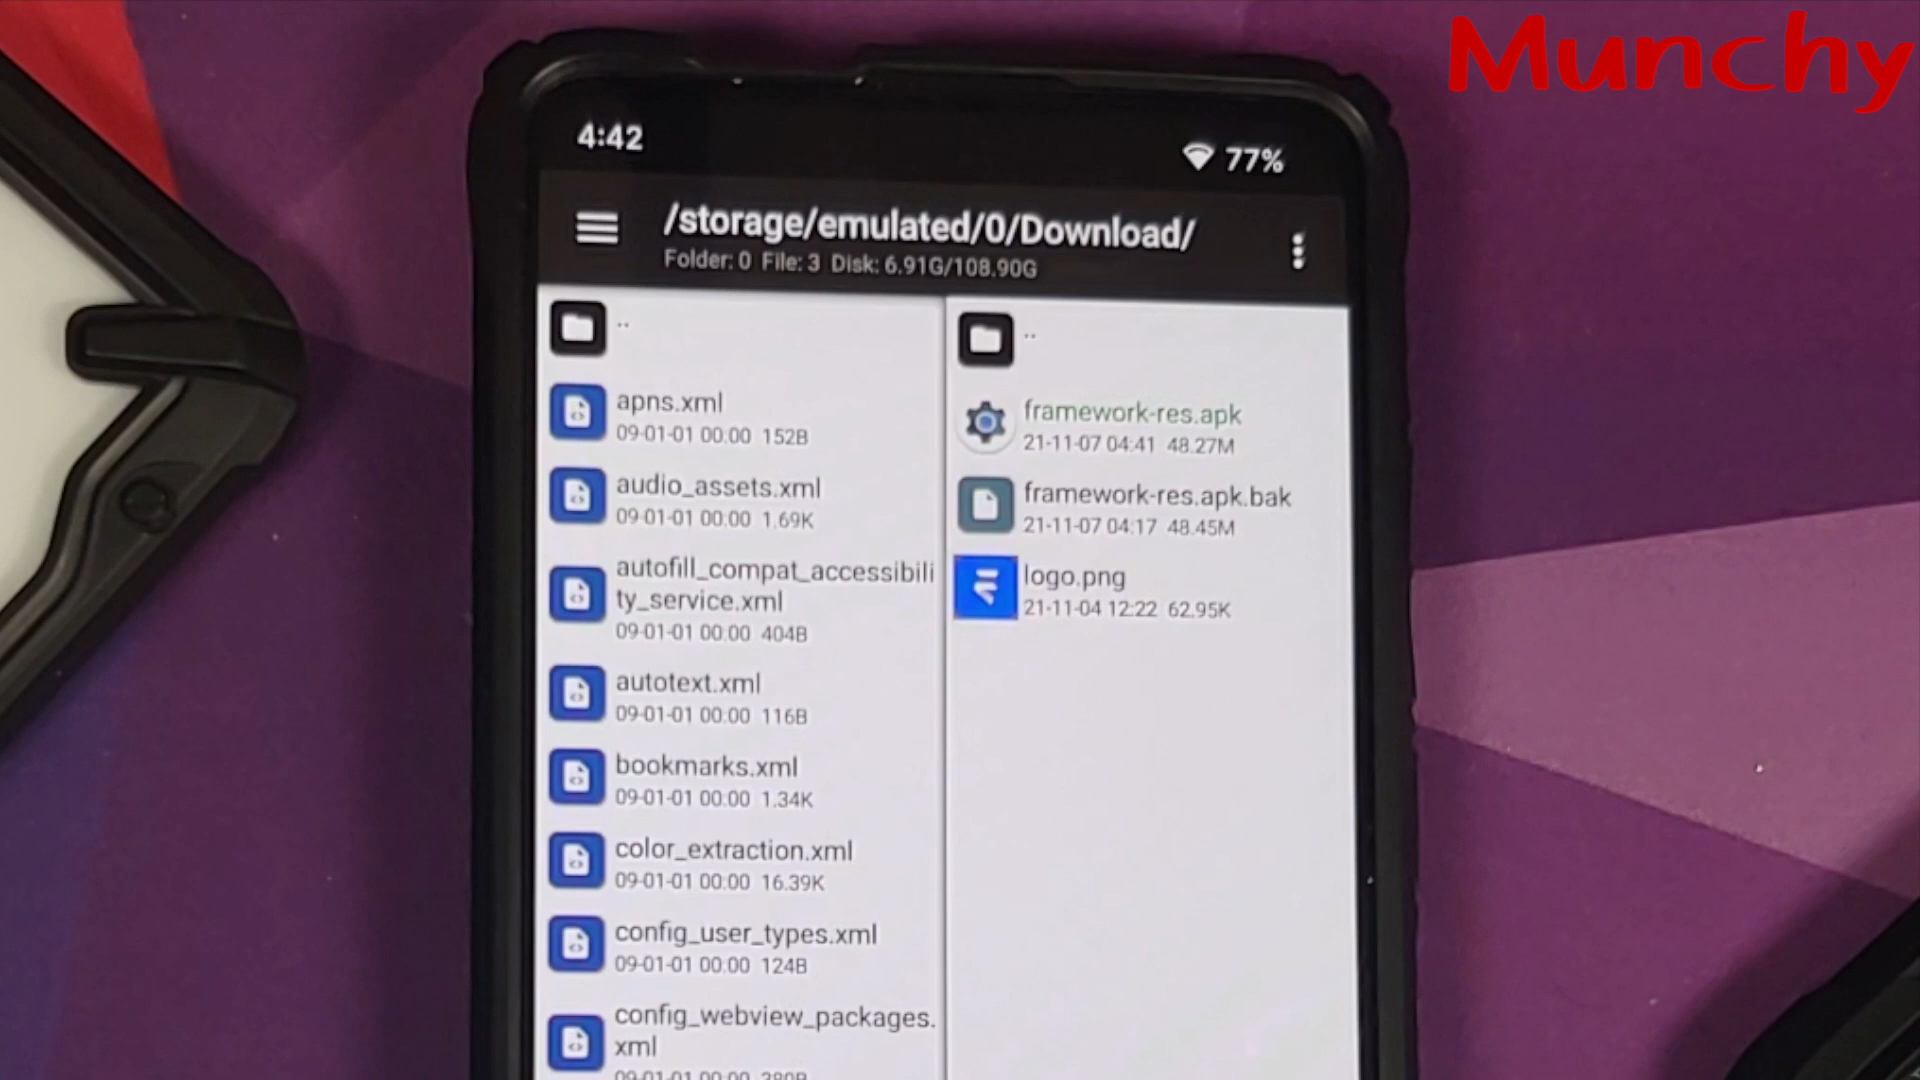 Munchy
4:42
77%
/storage/emulated/0/Download/
Folder: 0 File: 3 Disk: 6.91G/108.90G
..
apns.xml
09-01-01 00:00 152B
audio_assets.xml
09-01-01 00:00 1.69K
autofill_compat_accessibili
ty_service.xml
09-01-01 00:00 404B
autotext.xml
09-01-01 00:00 116B
bookmarks.xml
09-01-01 00:00 1.34K
color_extraction.xml
09-01-01 00:00 16.39K
config_user_types.xml
09-01-01 00:00 124B
config_webview_packages.
xml
09-01-01 00:00
..
framework-res.apk
21-11-07 04:41 48.27M
framework-res.apk.bak
21-11-07 04:17 48.45M
logo.png
21-11-04 12:22 62.95K